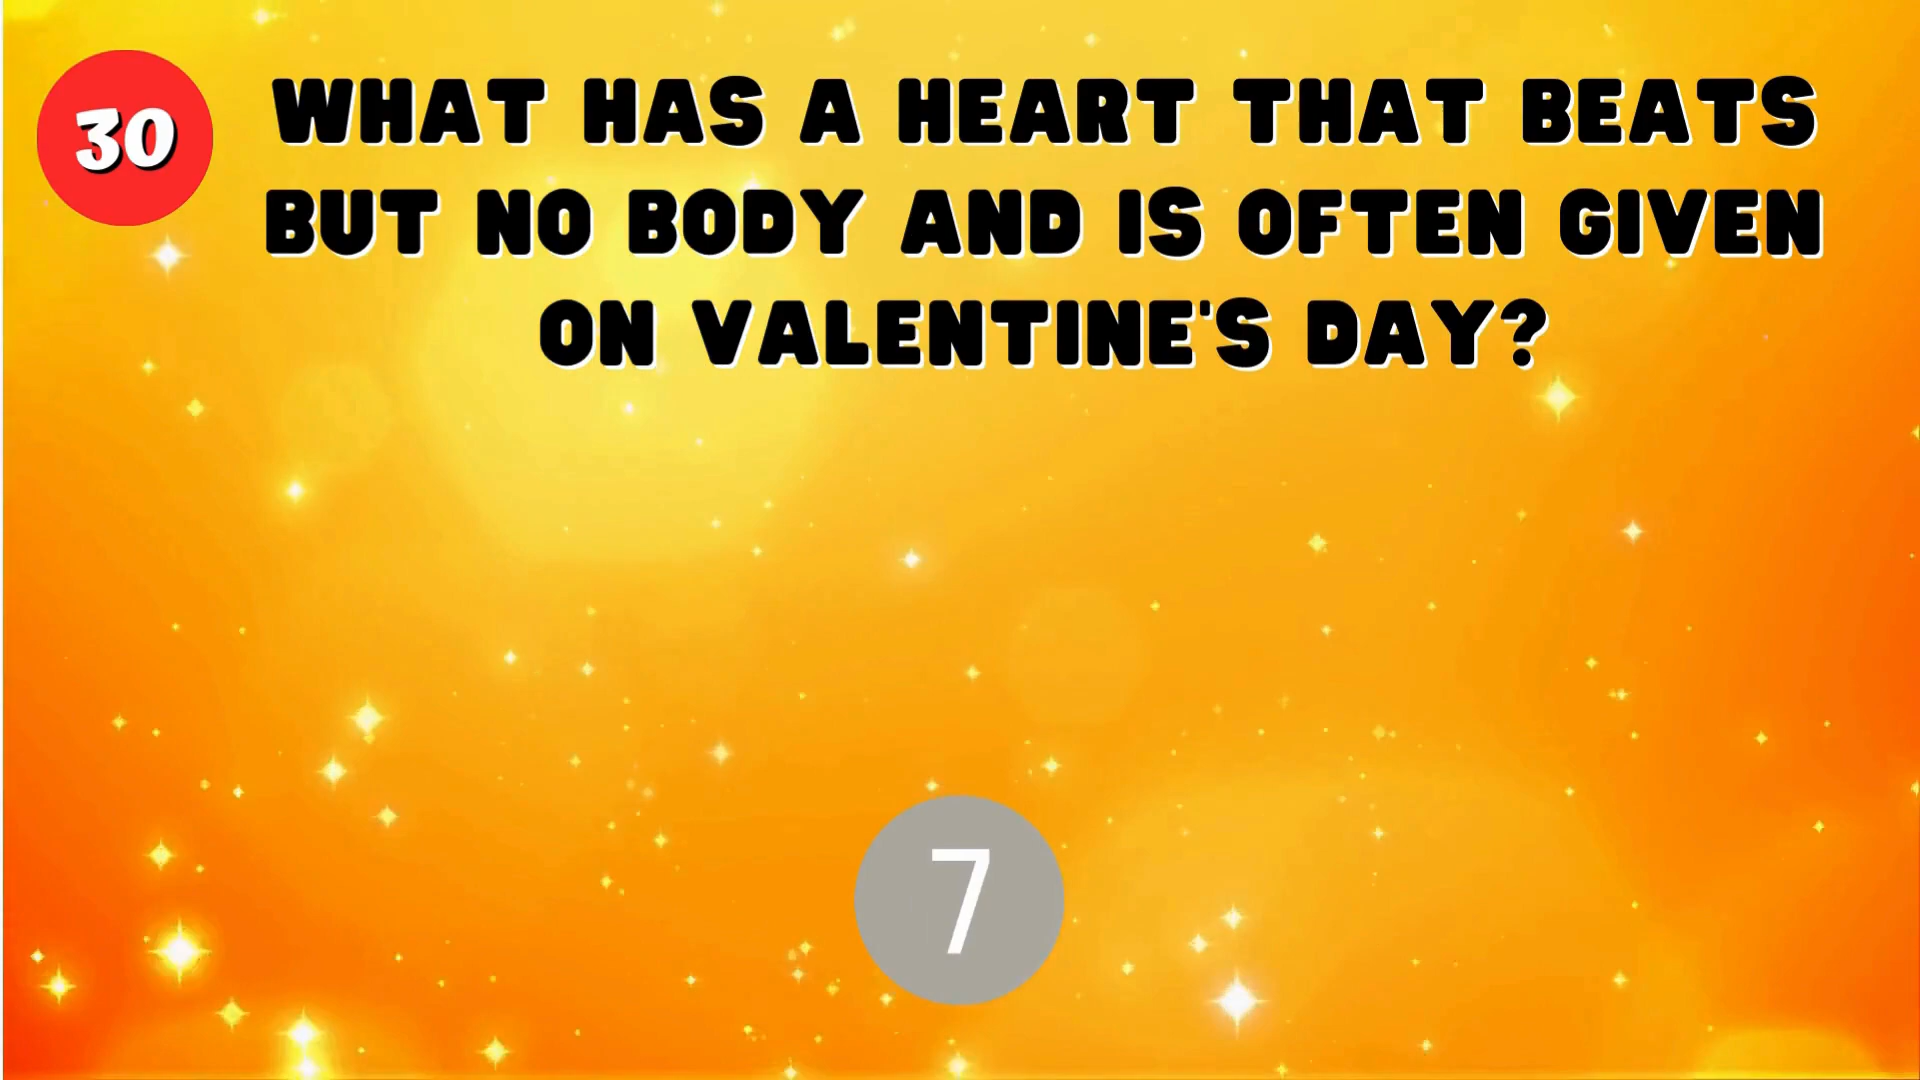 30
WHAT HAS A HEART THAT BEATS
BUT NO BODY AND IS OFTEN GIVEN
ON VALENTINE'S DAY?
7